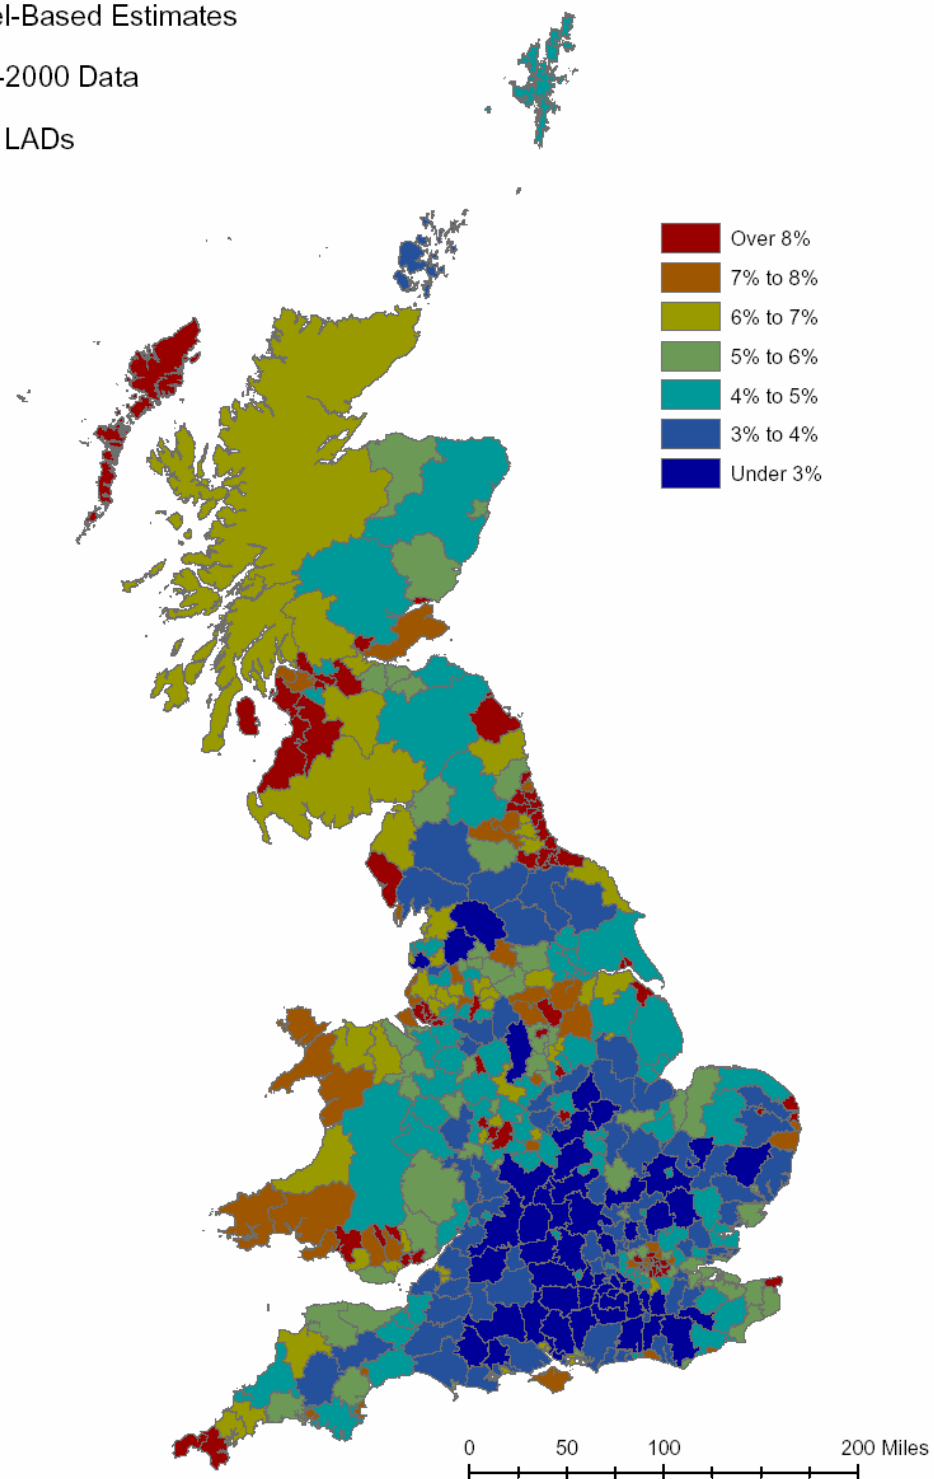 el-Based Estimates
-2000 Data
LADs
Over 8%
7% to 8%
6% to 7%
5% to 6%
4% to 5%
3% to 4%
Under 3%
0 50 100 200 Miles